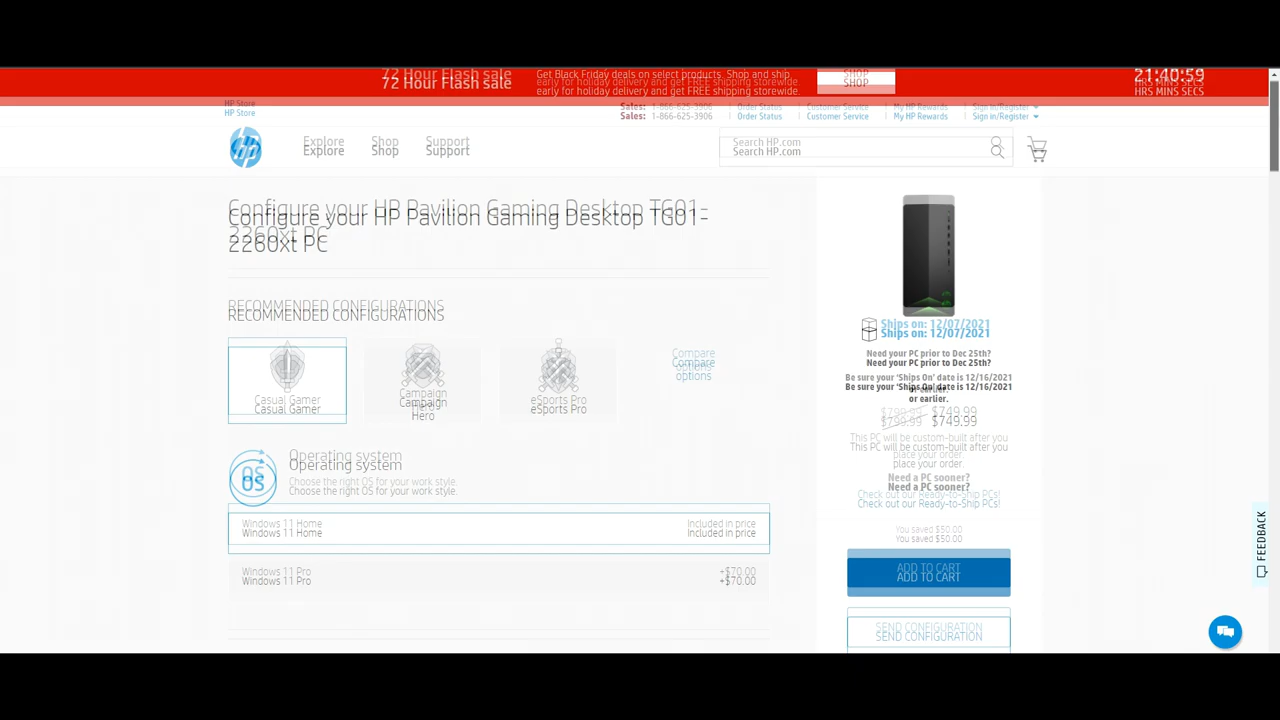 72 Hour Flash sale
Get Black Friday deals on select products. Shop and ship
early for holiday delivery and get FREE shipping storewide.
SHOP
21:40:59
HRS MINS SECS
HP Store
Sales: 1-866-625-3906
Order Status
Customer Service
My HP Rewards
Sign in/Register
hp
Explore
Shop
Support
Search HP.com
Configure your HP Pavilion Gaming Desktop TG01-
2260xt PC
RECOMMENDED CONFIGURATIONS
Casual Gamer
Campaign
Hero
eSports Pro
Compare
options
OS
Operating system
Choose the right OS for your work style.
Windows 11 Home
Included in price
Windows 11 Pro
+$70.00
Ships on: 12/07/2021
Need your PC prior to Dec 25th?
Be sure your 'Ships On' date is 12/16/2021
or earlier.
$799.99 $749.99
This PC will be custom-built after you
place your order.
Need a PC sooner?
Check out our Ready-to-Ship PCs!
You saved $50.00
ADD TO CART
SEND CONFIGURATION
FEEDBACK